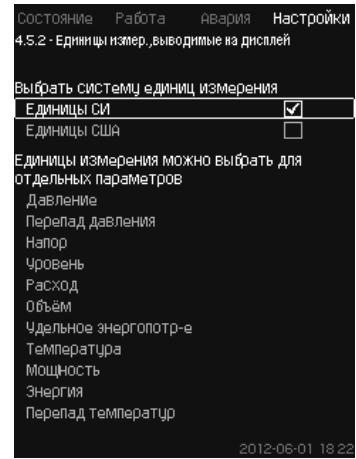 Состояние Работа Авария Настройки
4.5.2 - Единицы измер.,выводимые на дисплей
Выбрать систему единиц измерения
Единицы СИ
Единицы США
Единицы измерения можно выбрать для
отдельных параметров
Давление
Перепад давления
Напор
Уровень
Расход
Объём
Удельное энергопотр-е
Температура
Мощность
Энергия
Перепад температур
2012-06-01 18:22